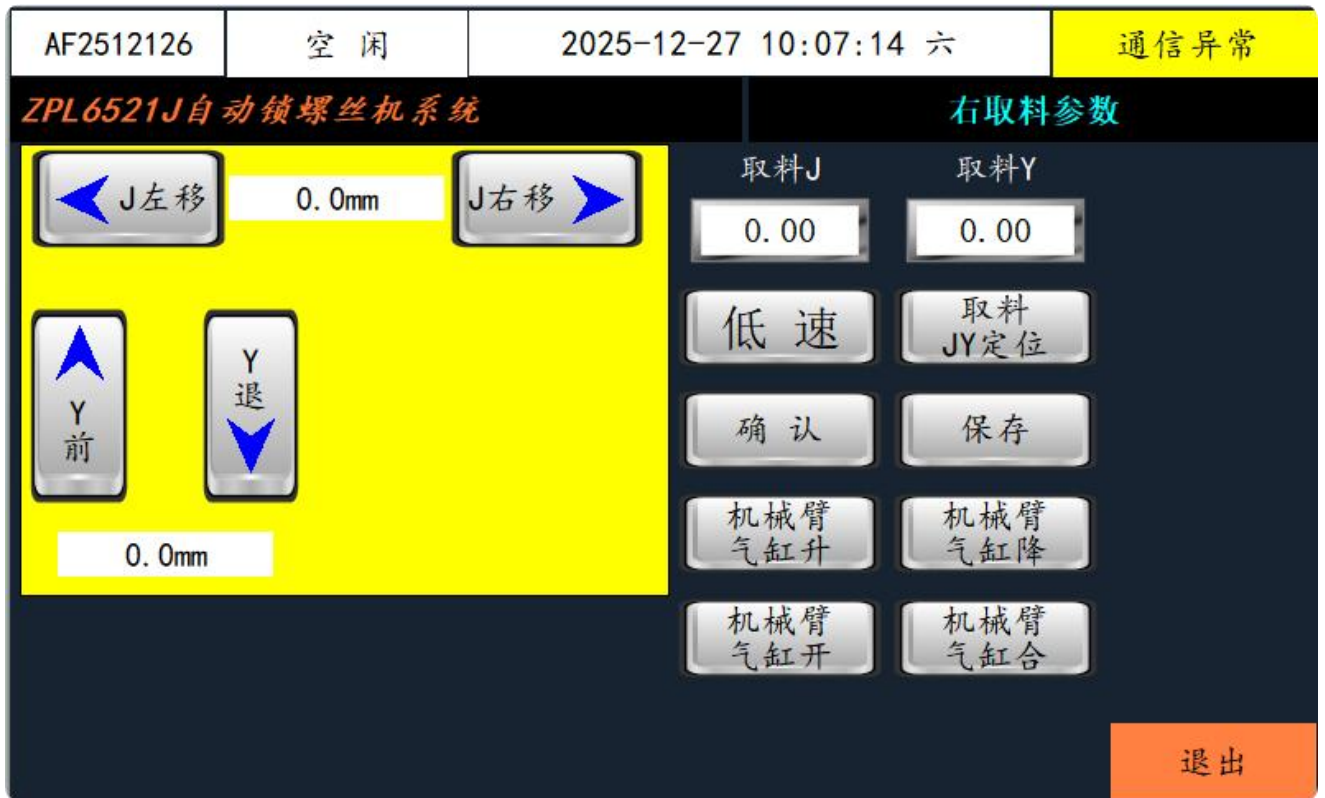 AF2512126
空 闲
2025-12-27 10:07:14 六
通信异常
ZPL6521J自动锁螺丝机系统
右取料参数
J左移
0.0mm
J右移
取料J
取料Y
0.00
0.00
Y
前
Y
退
0.0mm
低 速
取料
JY定位
确 认
保存
机械臂
气缸升
机械臂
气缸降
机械臂
气缸开
机械臂
气缸合
退出